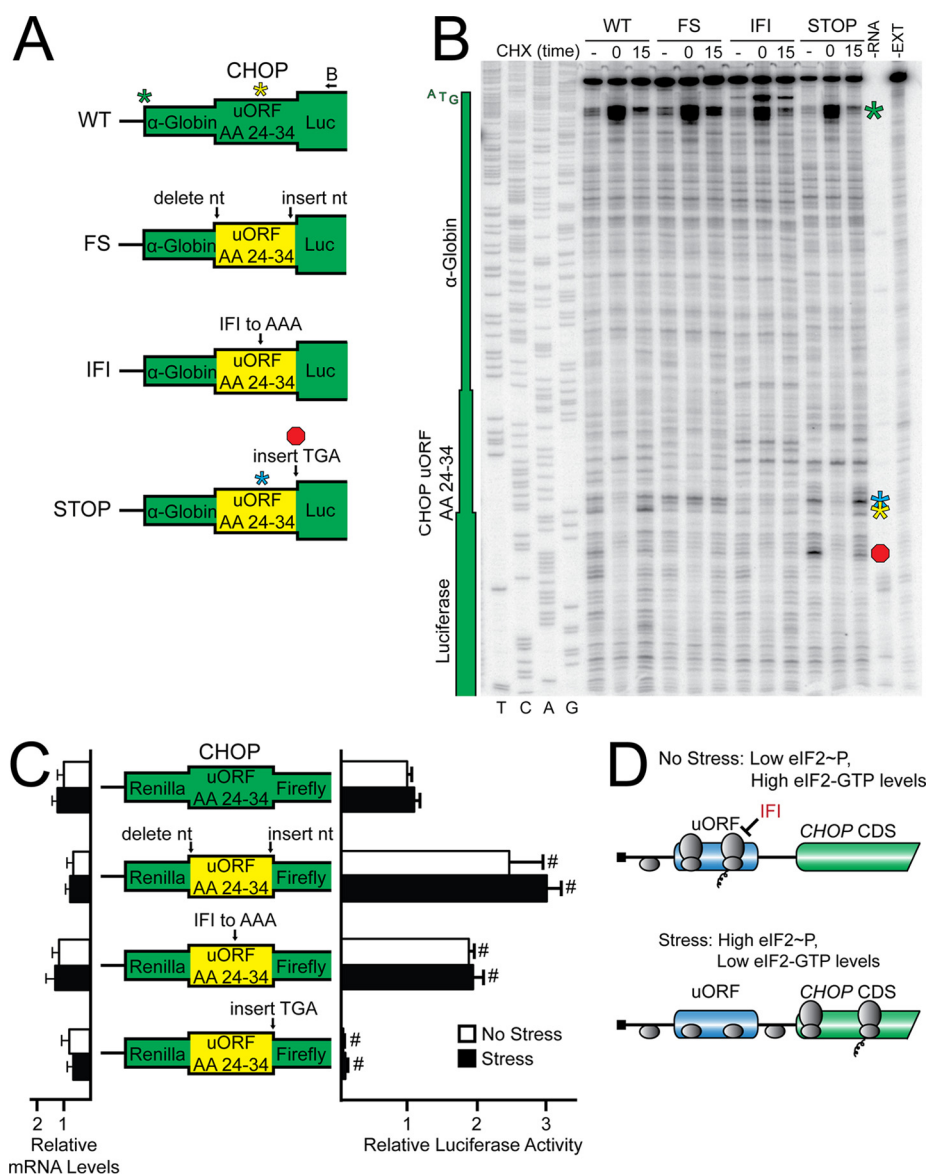 A
CHOP
B
WT
α-Globin
uORF
AA 24-34
Luc
delete nt
insert nt
FS
α-Globin
uORF
AA 24-34
Luc
IFI to AAA
IFI
α-Globin
uORF
AA 24-34
Luc
insert TGA
STOP
α-Globin
uORF
AA 24-34
Luc
B
WT FS IFI STOP
CHX (time) - 0 15 - 0 15 - 0 15 - 0 15 -RNA -EXT
ATG
α-Globin
CHOP uORF
AA 24-34
Luciferase
T C A G
C
CHOP
Renilla
uORF
AA 24-34
Firefly
delete nt
insert nt
Renilla
uORF
AA 24-34
Firefly
#
#
IFI to AAA
Renilla
uORF
AA 24-34
Firefly
#
#
insert TGA
Renilla
uORF
AA 24-34
Firefly
#
#
No Stress
Stress
2 1
Relative
mRNA Levels
1 2 3
Relative Luciferase Activity
D
No Stress: Low eIF2~P,
High eIF2-GTP levels
IFI
uORF
CHOP CDS
Stress: High eIF2~P,
Low eIF2-GTP levels
uORF
CHOP CDS